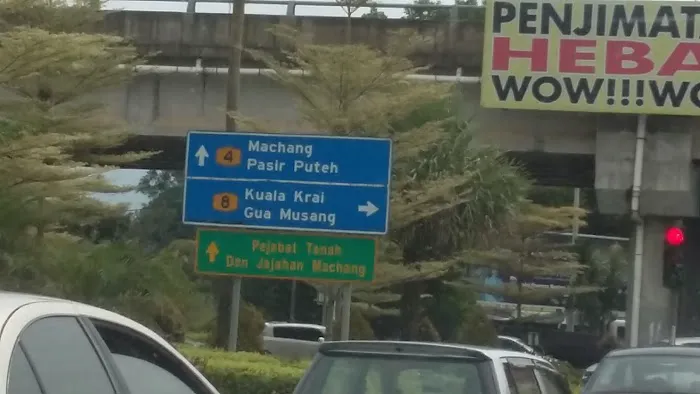 PENJIMAT
HEBA
WOW!!!WO
4
Machang
Pasir Puteh
8
Kuala Krai
Gua Musang
Pejabat Tanah
Dan Jajahan Machang